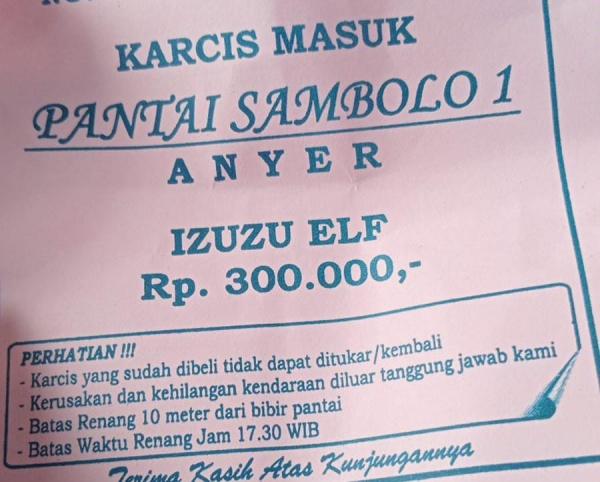 KARCIS MASUK
PANTAI SAMBOLO 1
ANYER
IZUZU ELF
Rp. 300.000,-
PERHATIAN !!!
- Karcis yang sudah dibeli tidak dapat ditukar/kembali
- Kerusakan dan kehilangan kendaraan diluar tanggung jawab kami
- Batas Renang 10 meter dari bibir pantai
- Batas Waktu Renang Jam 17.30 WIB
Terima Kasih Atas Kunjungannya